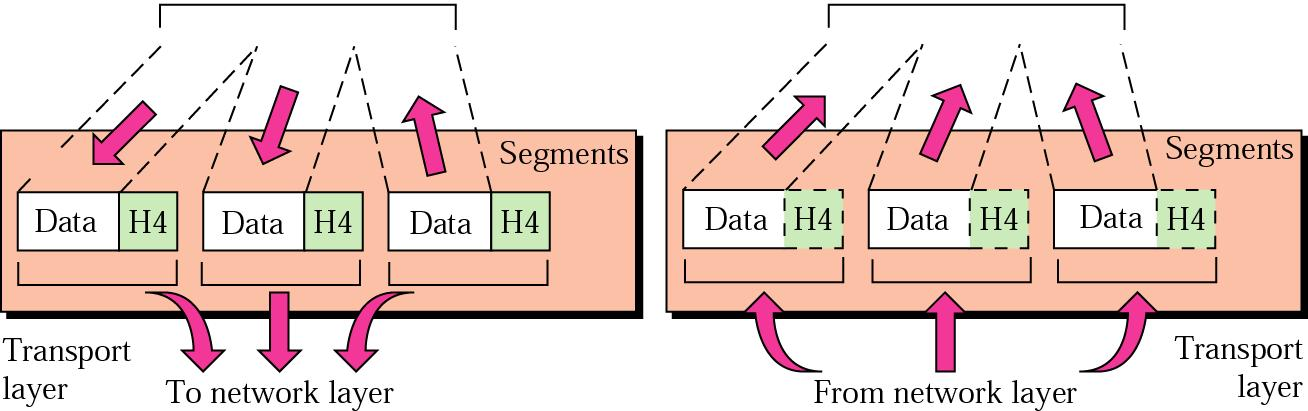 Segments
Data H4 Data H4 Data H4
Transport
layer
To network layer
Segments
Data H4 Data H4 Data H4
From network layer
Transport
layer